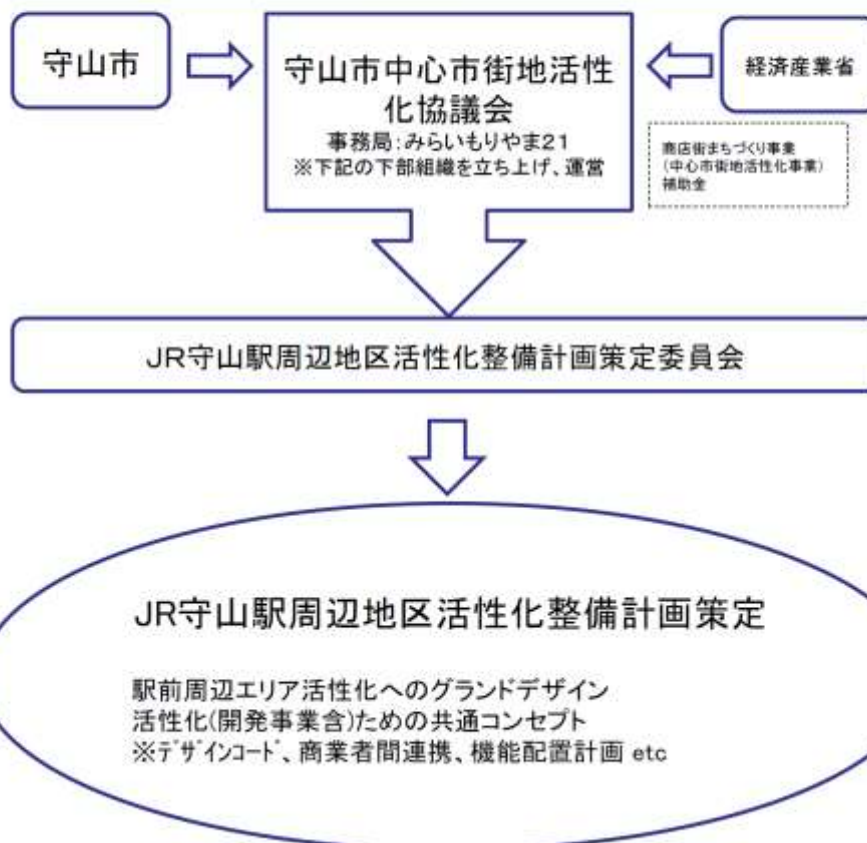 守山市
守山市中心市街地活性
化協議会
事務局:みらいもりやま21
※下記の下部組織を立ち上げ、運営
経済産業省
商店街まちづくり事業
(中心市街地活性化事業)
補助金
JR守山駅周辺地区活性化整備計画策定委員会
JR守山駅周辺地区活性化整備計画策定
駅前周辺エリア活性化へのグランドデザイン
活性化(開発事業含)ための共通コンセプト
※ﾃﾞｻﾞｲﾝｺｰﾄﾞ、商業者間連携、機能配置計画 etc